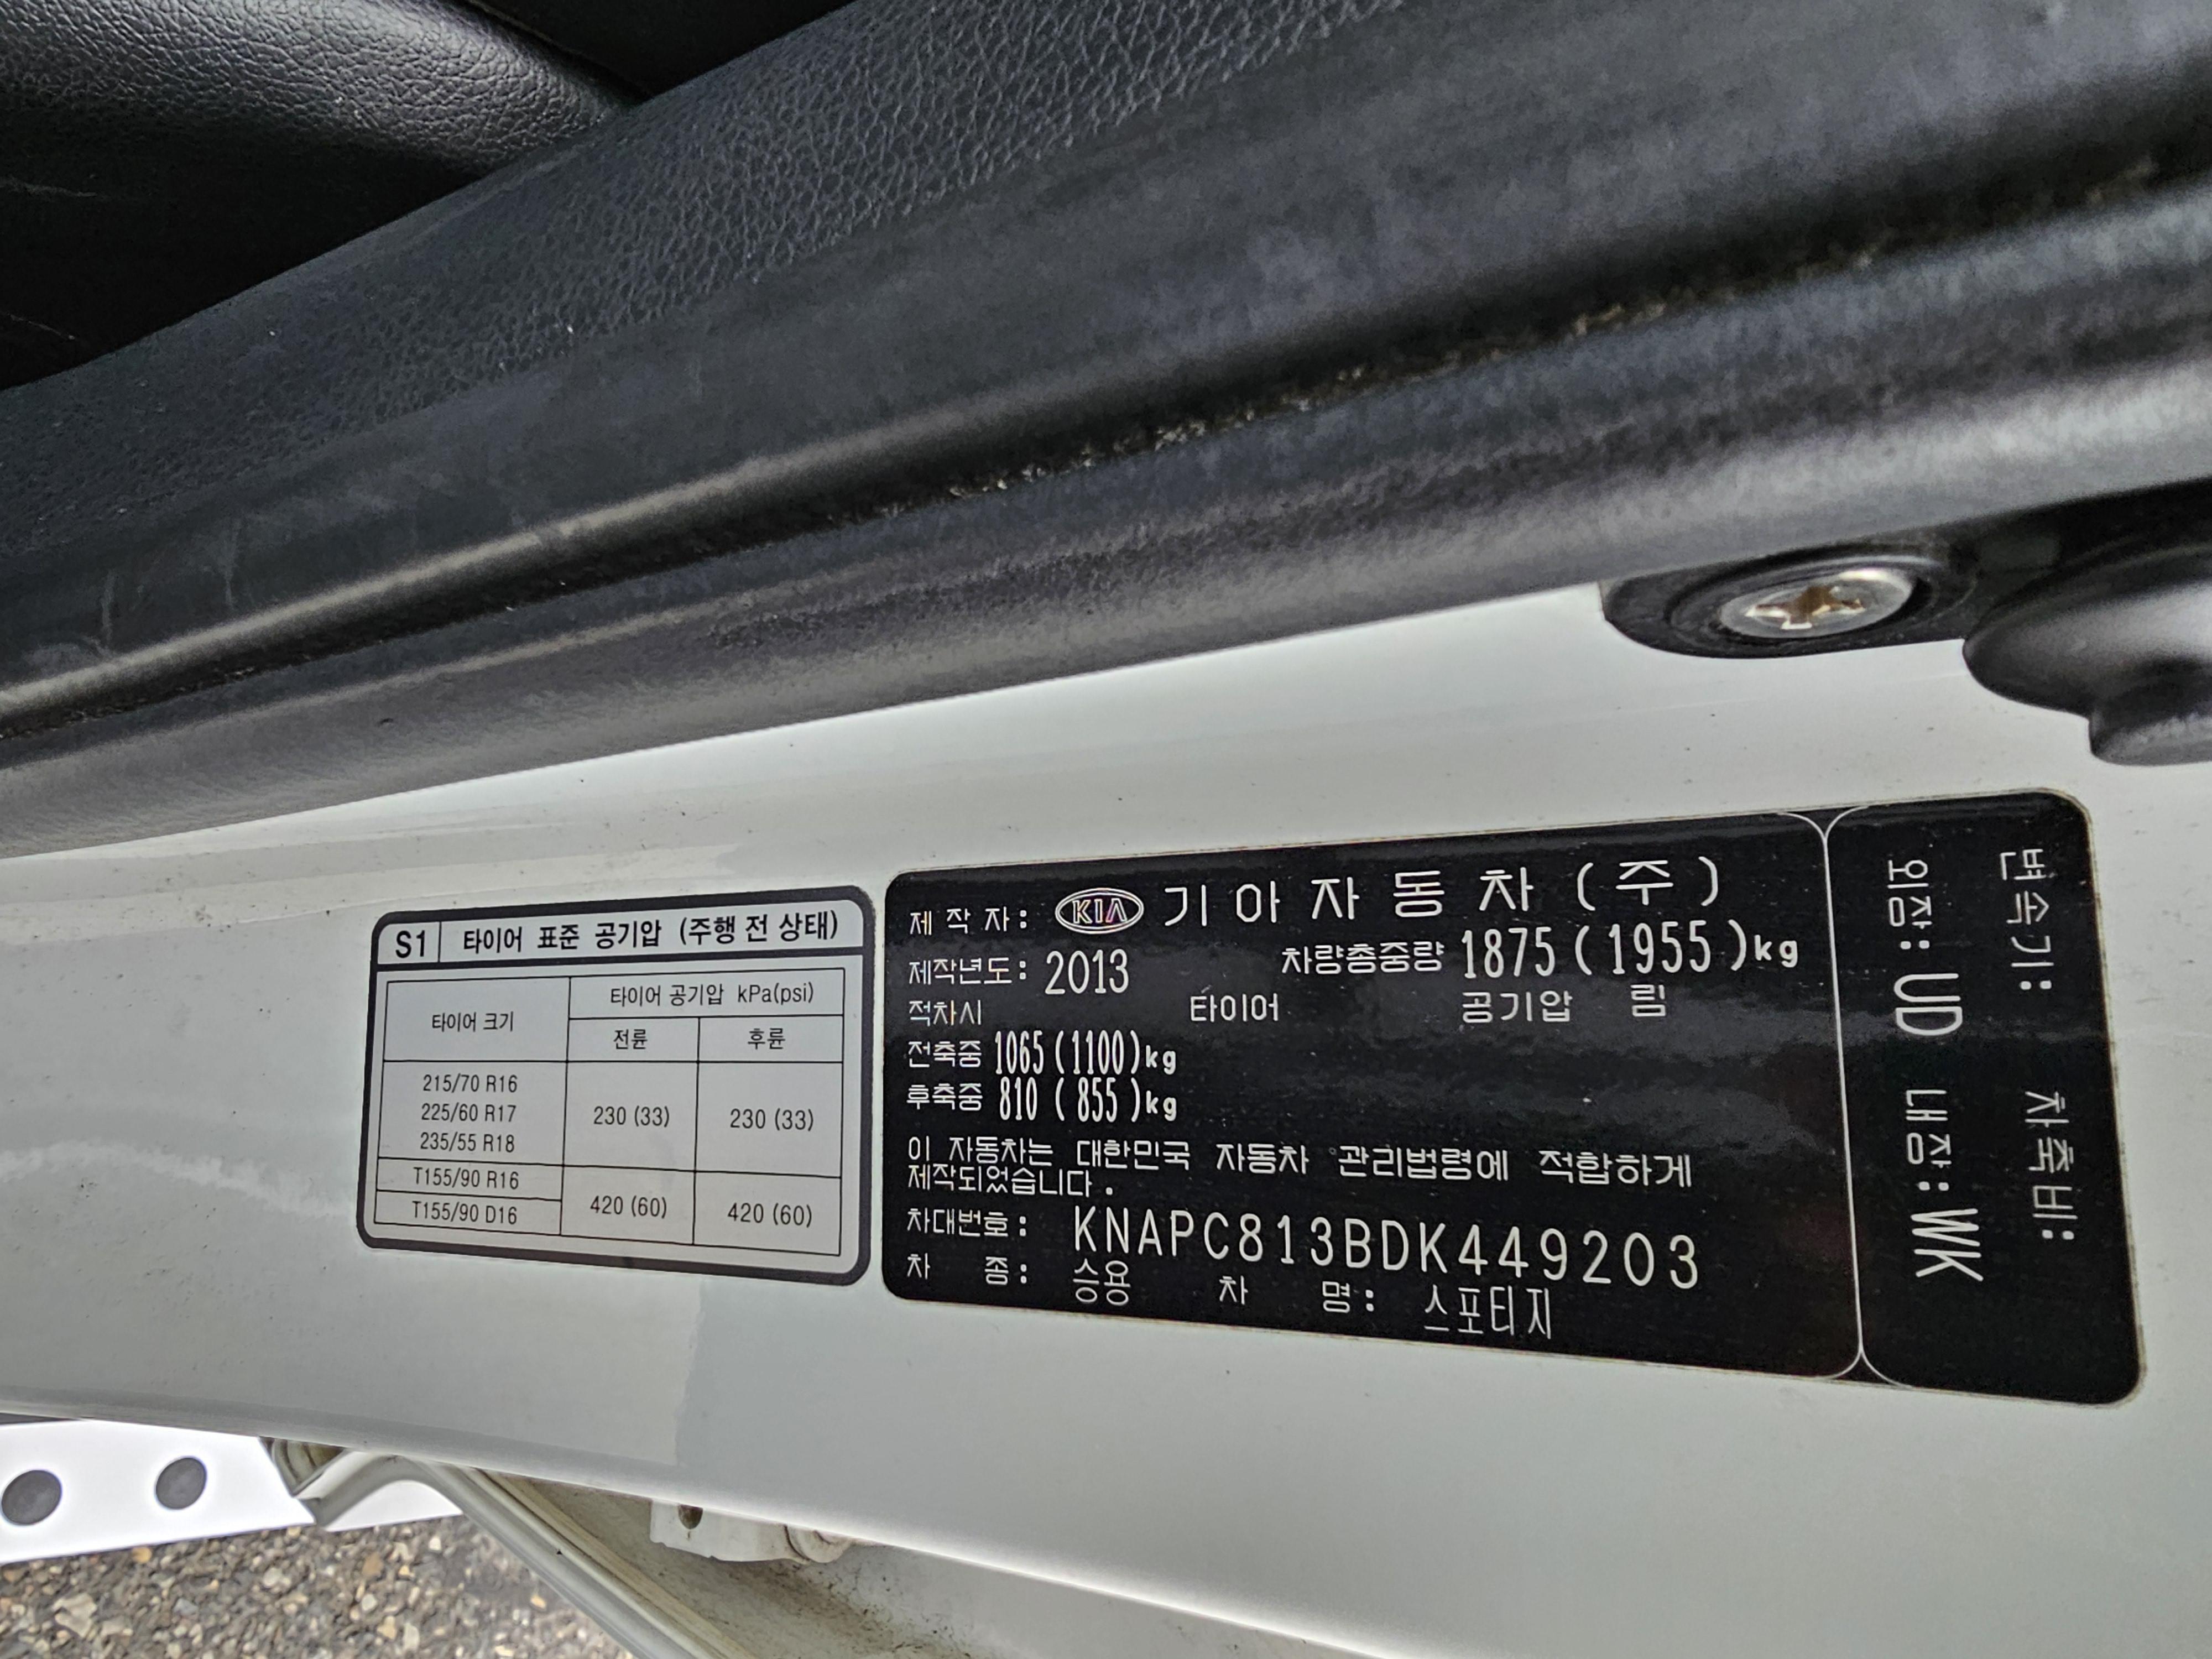 S1 타이어 표준 공기압 (주행 전 상태)
타이어 크기 타이어 공기압 kPa(psi)
전륜 후륜
215/70 R16
225/60 R17 230 (33) 230 (33)
235/55 R18
T155/90 R16
T155/90 D16 420 (60) 420 (60)
제 작 자: KIA 기 아 자 동 차 (주)
제작년도: 2013 차량총중량 1875 (1955)kg
적차시 타이어 공기압 림
전축중 1065 (1100)kg
후축중 810 ( 855 )kg
이 자동차는 대한민국 자동차 관리법령에 적합하게
제작되었습니다.
차대번호: KNAPC813BDK449203
차 종: 승용 차 명: 스포티지
변속기: 차축비:
외장: UD 내장: WK